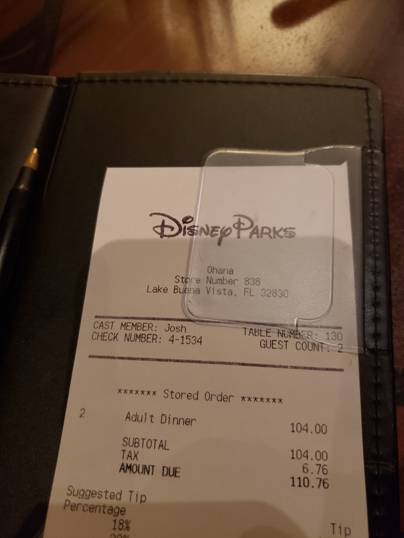 Disney Parks
Ohana
Store Number 838
Lake Buena Vista, FL 32830
CAST MEMBER: Josh TABLE NUMBER: 130
CHECK NUMBER: 4-1534 GUEST COUNT: 2
******* Stored Order *******
2 Adult Dinner 104.00
SUBTOTAL 104.00
TAX 6.76
AMOUNT DUE 110.76
Suggested Tip
Percentage Tip
18%